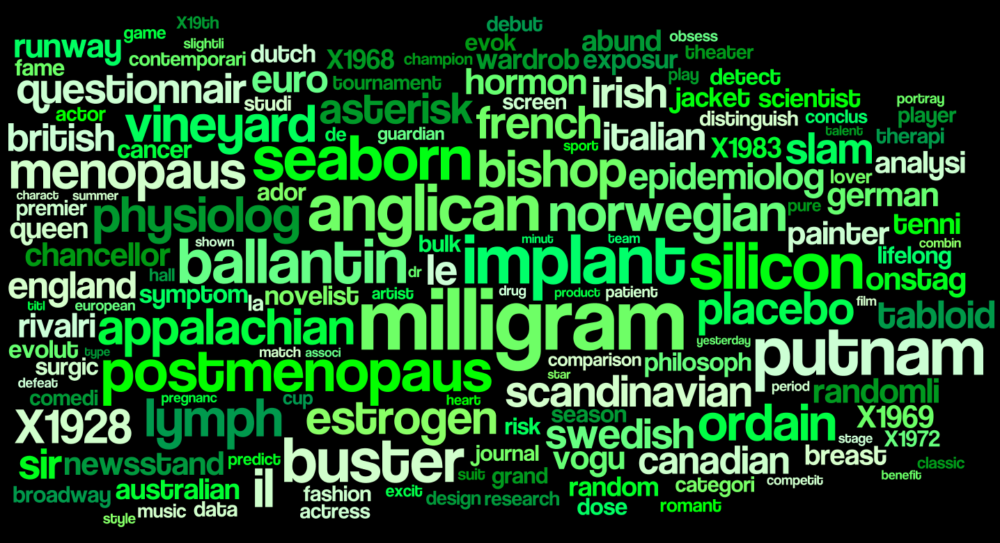 X19th
debut
game
runway
slightli
contemporari
dutch
X1968
champion
evok
wardrob
abund
exposur
obsess
theater
fame
questionnair
euro
tournament
hormon
irish
play
detect
jacket
scientist
portray
actor
studi
asterisk
screen
french
distinguish
conclus
player
british
vineyard
de
guardian
sport
italian
X1983
slam
talent
therapi
cancer
menopaus
seaborn
bishop
epidemiolog
lover
analysi
charact
summer
ador
anglican
norwegian
pure
german
premier
physiolog
queen
painter
tenni
combin
chancellor
shown
ballantin
bulk
minut
team
implant
silicon
lifelong
hall
dr
le
onstag
england
symptom
la
novelist
artist
drug
product
patient
placebo
film
tabloid
titl
european
rivalri
appalachian
milligram
yesterday
putnam
evolut
type
match
associ
comparison
philosoph
surgic
postmenopaus
star
scandinavian
period
randomli
defeat
comedi
pregnanc
cup
heart
X1928
lymph
estrogen
risk
season
swedish
ordain
X1969
stage
X1972
sir
newsstand
predict
buster
journal
vogu
canadian
breast
classic
suit
grand
benefit
broadway
australian
il
fashion
excit
design
research
random
categori
competit
style
music
data
actress
dose
romant